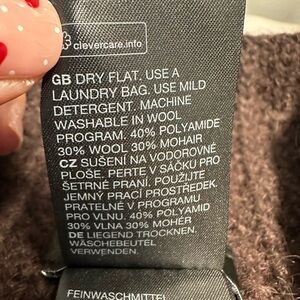 clevercare.info
GB DRY FLAT. USE A
LAUNDRY BAG. USE MILD
DETERGENT. MACHINE
WASHABLE IN WOOL
PROGRAM. 40% POLYAMIDE
30% WOOL 30% MOHAIR
CZ SUŠENÍ NA VODOROVNÉ
PLOŠE. PERTE V SÁČKU PRO
ŠETRNÉ PRANÍ. POUŽIJTE
JEMNÝ PRACÍ PROSTŘEDEK.
PRATELNÉ V PROGRAMU
PRO VLNU. 40% POLYAMID
30% VLNA 30% MOHÉR
DE LIEGEND TROCKNEN.
WÄSCHEBEUTEL
VERWENDEN.
FEINWASCHMITTEL